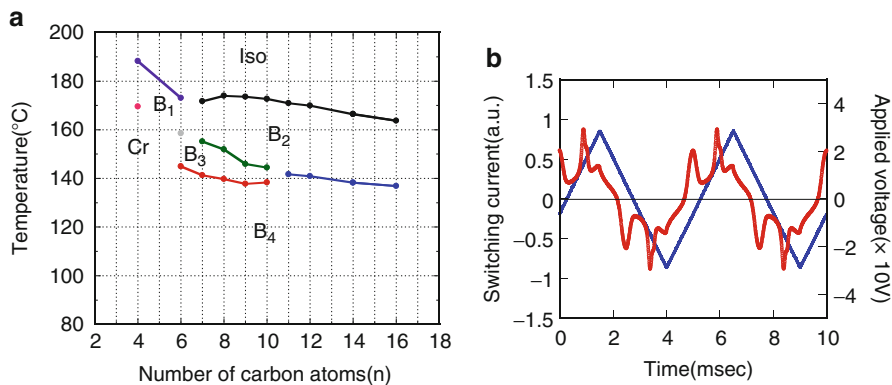 a
200
180
160
140
120
100
80
2 4 6 8 10 12 14 16 18
Temperature(°C)
Number of carbon atoms(n)
Iso
B1
B2
Cr
B3
B4
b
1.5
1
0.5
0
−0.5
−1
−1.5
0 2 4 6 8 10
4
2
0
−2
−4
Switching current(a.u.)
Applied voltage(× 10V)
Time(msec)